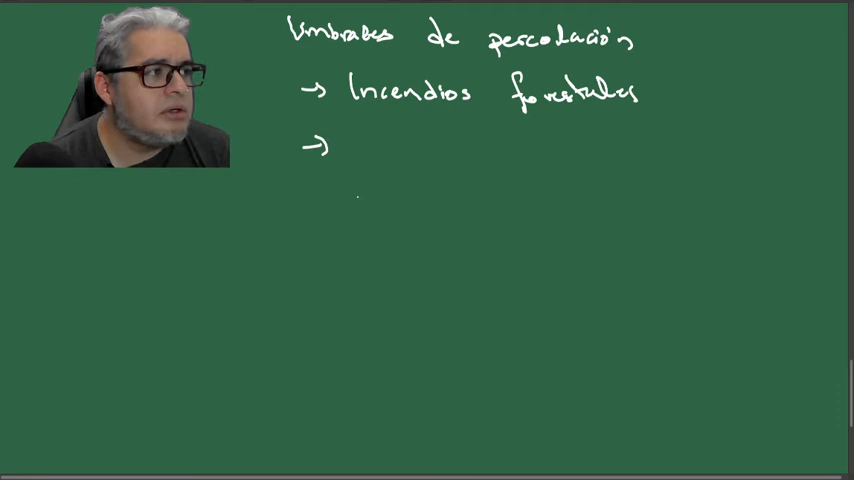 Umbrales de percolación
→ Incendios forestales
→